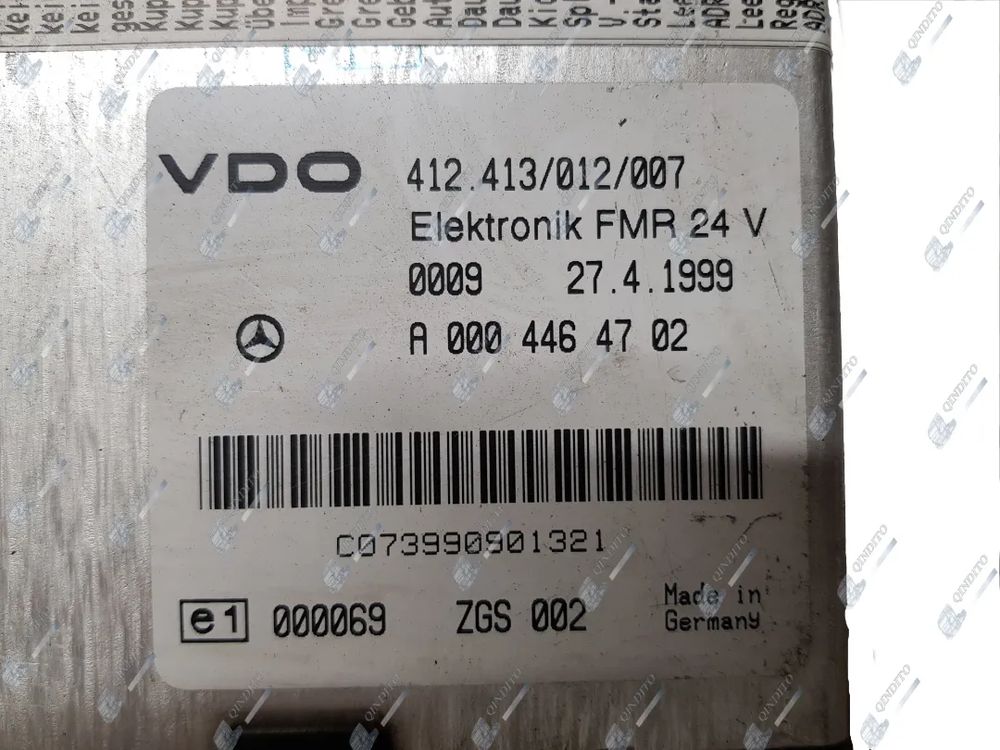 VDO 412.413/012/007
Elektronik FMR 24 V
0009 27.4.1999
A 000 446 47 02
C073990901321
e1 000069 ZGS 002 Made in
Germany
QINDITO